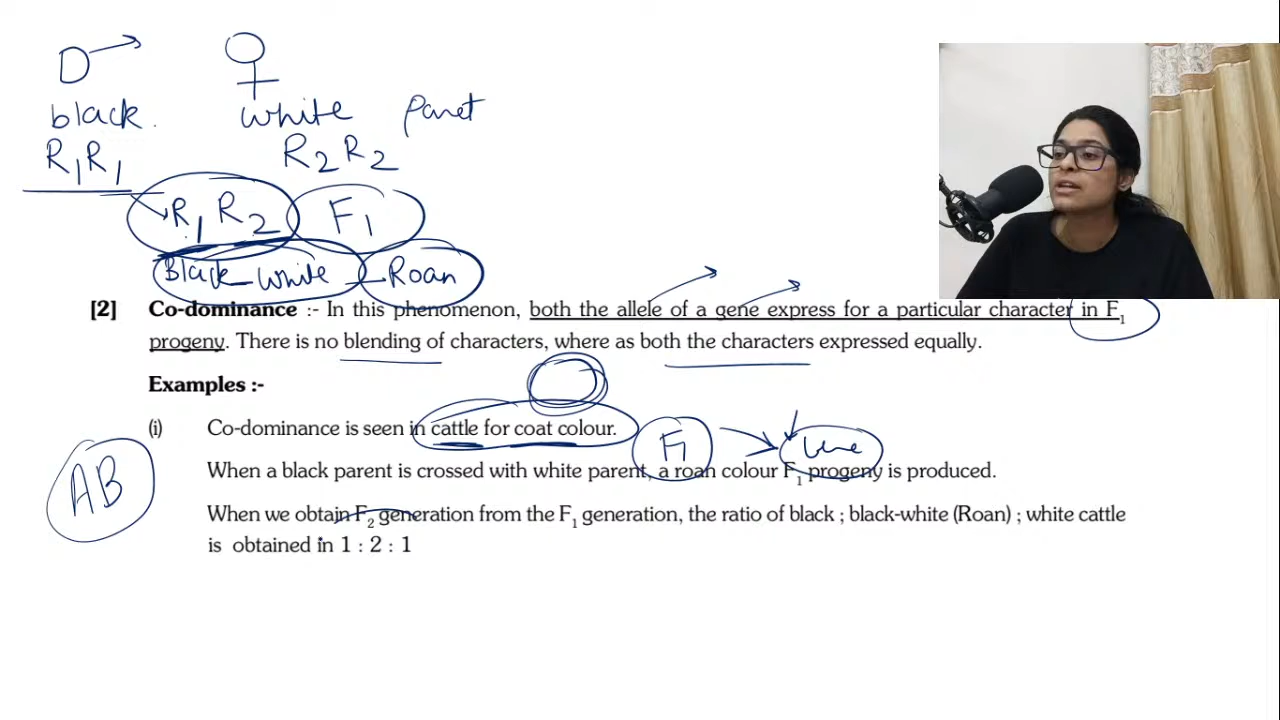 black. white Parent
R1R1 R2 R2
R1 R2 F1
Black-white - Roan
[2] Co-dominance :- In this phenomenon, both the allele of a gene express for a particular character in F1
progeny. There is no blending of characters, where as both the characters expressed equally.
Examples :-
(i) Co-dominance is seen in cattle for coat colour.
F1
AB When a black parent is crossed with white parent, a roan colour F1 progeny is produced.
When we obtain F2 generation from the F1 generation, the ratio of black ; black-white (Roan) ; white cattle
is obtained in 1 : 2 : 1